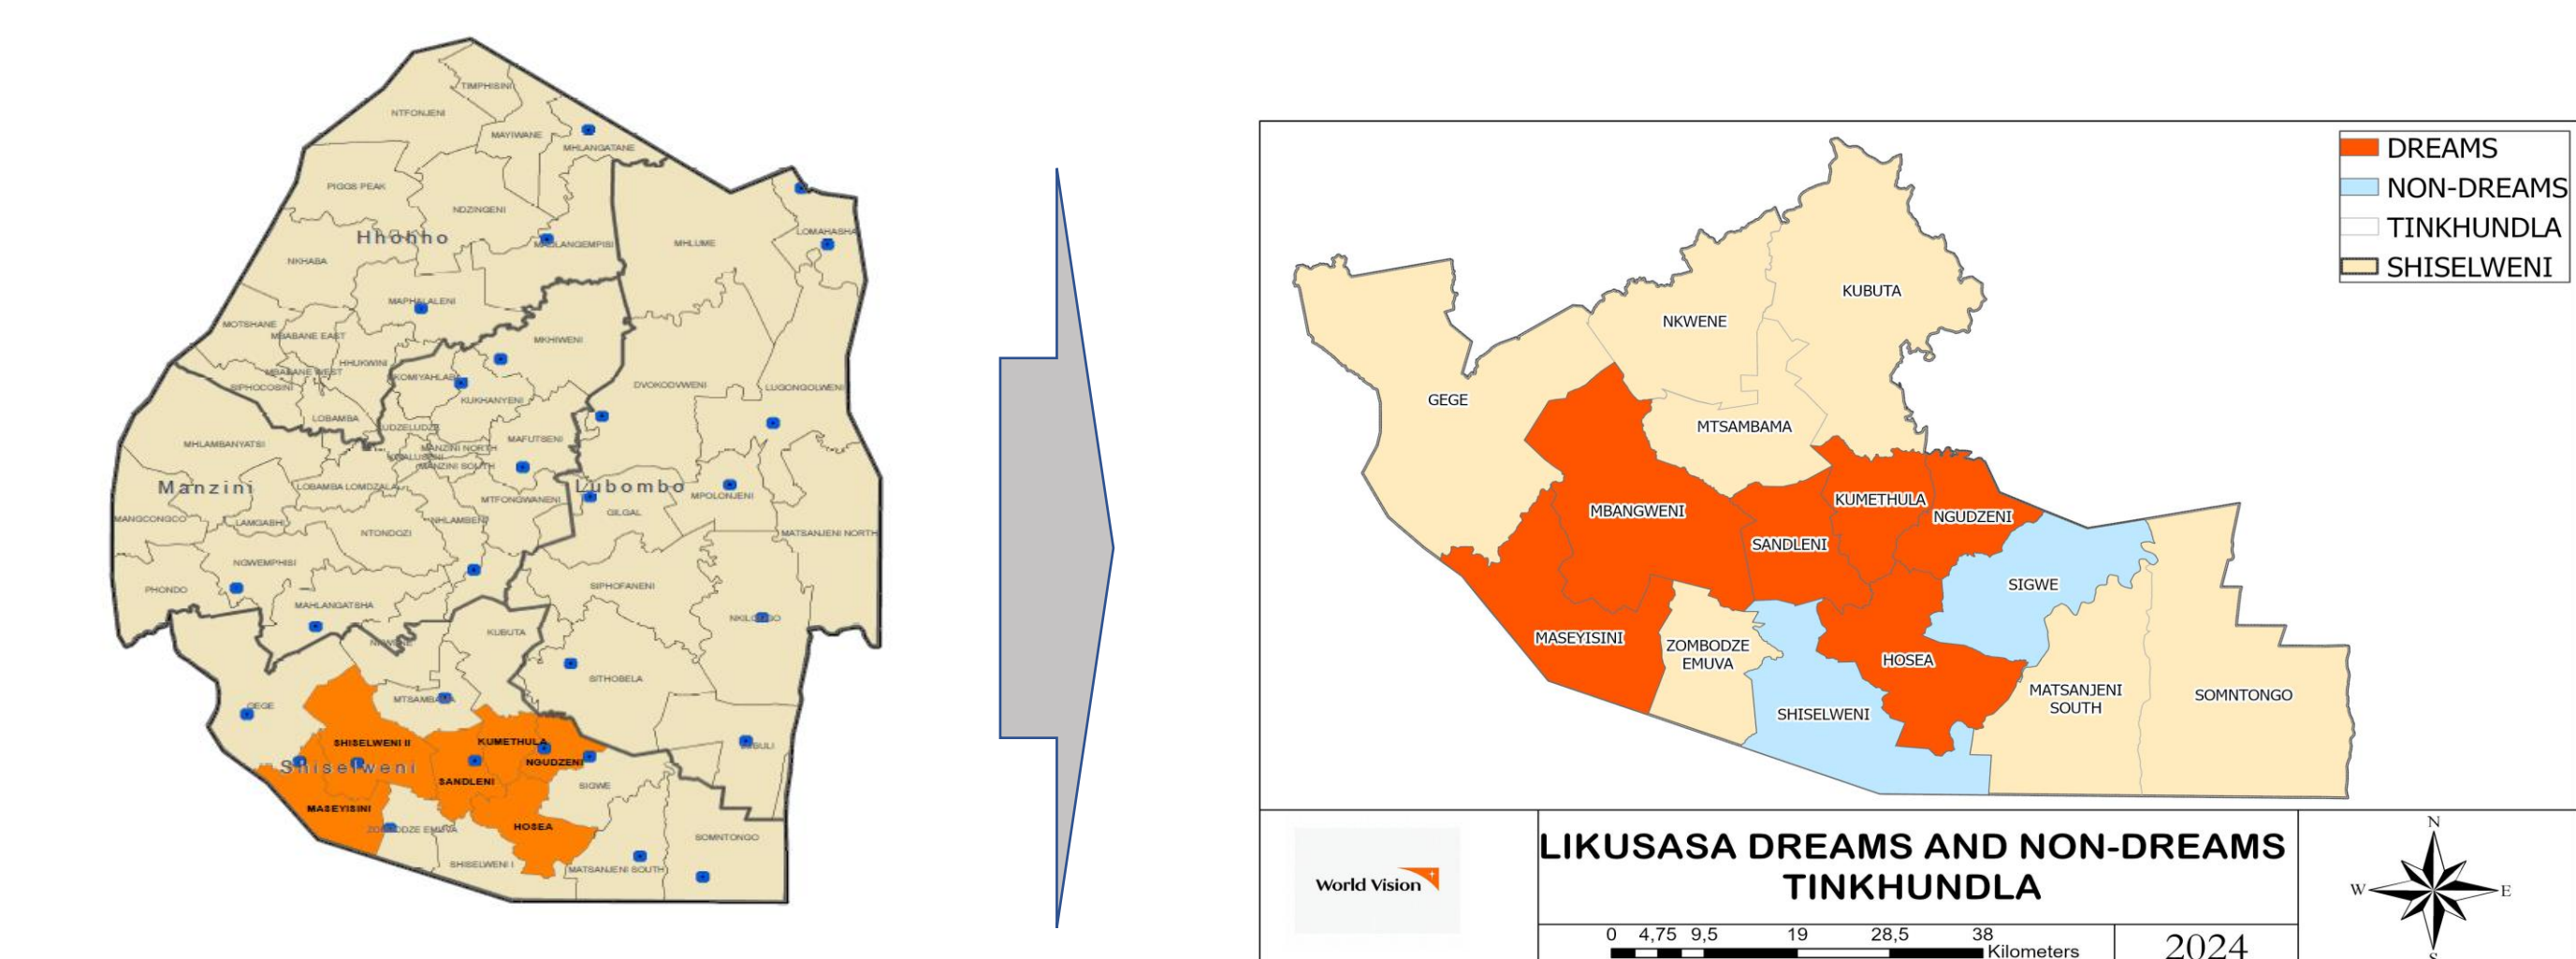 TIMPHISINI
NTFONJENI
MAYIWANE
MHLANGATANE
PIGGS PEAK
NDZINGENI
Hhohho
LOMAHASHA
MHLUME
NKHABA
MAPHALALENI
MOTSHANE
MBABANE EAST
MKHIWENI
HHUKWINI
MBABANE WEST
SIPHOCOSINI
DVOKODVWENI
LUGONGOLWENI
KUKHANYENI
LOBAMBA
MAFUTSENI
MHLAMBANYATSI
MANZINI NORTH
MANZINI SOUTH
Manzini
LOBAMBA LOMDZALA
Lubombo
MPOLONJENI
MTFONGWANENI
GILGAL
MANGCONGCO
LAMGABHI
NHLAMBENI
NTONDOZI
MATSANJENI NORTH
NGWEMPHISI
SIPHOFANENI
PHONDO
MAHLANGATSHA
KUBUTA
SITHOBELA
GEGE
SHISELWENI II
KUMETHULA
Shiselweni
NGUDZENI
SANDLENI
SIGWE
MASEYISINI
HOSEA
SOMNTONGO
SHISELWENI I
MATSANJENI SOUTH
DREAMS
NON-DREAMS
TINKHUNDLA
SHISELWENI
KUBUTA
NKWENE
GEGE
MTSAMBAMA
MBANGWENI
KUMETHULA
NGUDZENI
SANDLENI
SIGWE
MASEYISINI
ZOMBODZE
EMUVA
HOSEA
MATSANJENI
SOUTH
SOMNTONGO
SHISELWENI
World Vision
LIKUSASA DREAMS AND NON-DREAMS
TINKHUNDLA
0 4,75 9,5 19 28,5 38
Kilometers
2024
N
W E
S